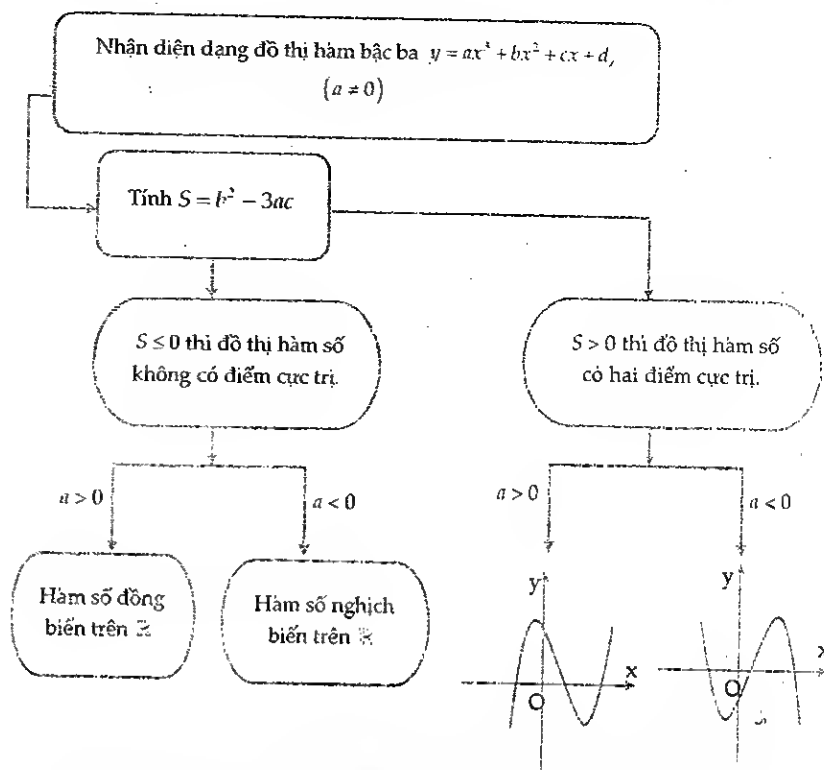 Nhận diện dạng đồ thị hàm bậc ba y = ax³ + bx² + cx + d,
(a ≠ 0)
Tính S = b² − 3ac
S ≤ 0 thì đồ thị hàm số
không có điểm cực trị.
S > 0 thì đồ thị hàm số
có hai điểm cực trị.
a > 0
a < 0
a > 0
a < 0
Hàm số đồng
biến trên ℝ
Hàm số nghịch
biến trên ℝ
y
x
O
y
x
O